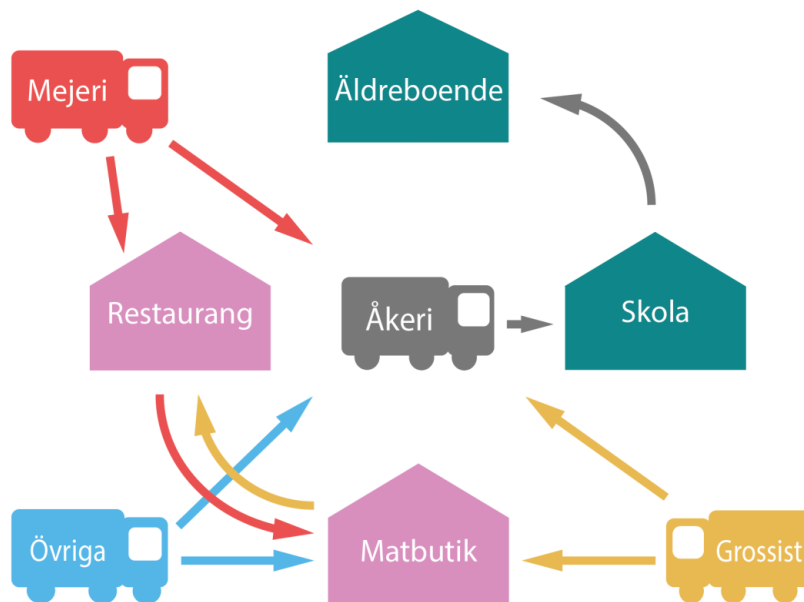 Mejeri
Äldreboende
Restaurang
Åkeri
Skola
Övriga
Matbutik
Grossist